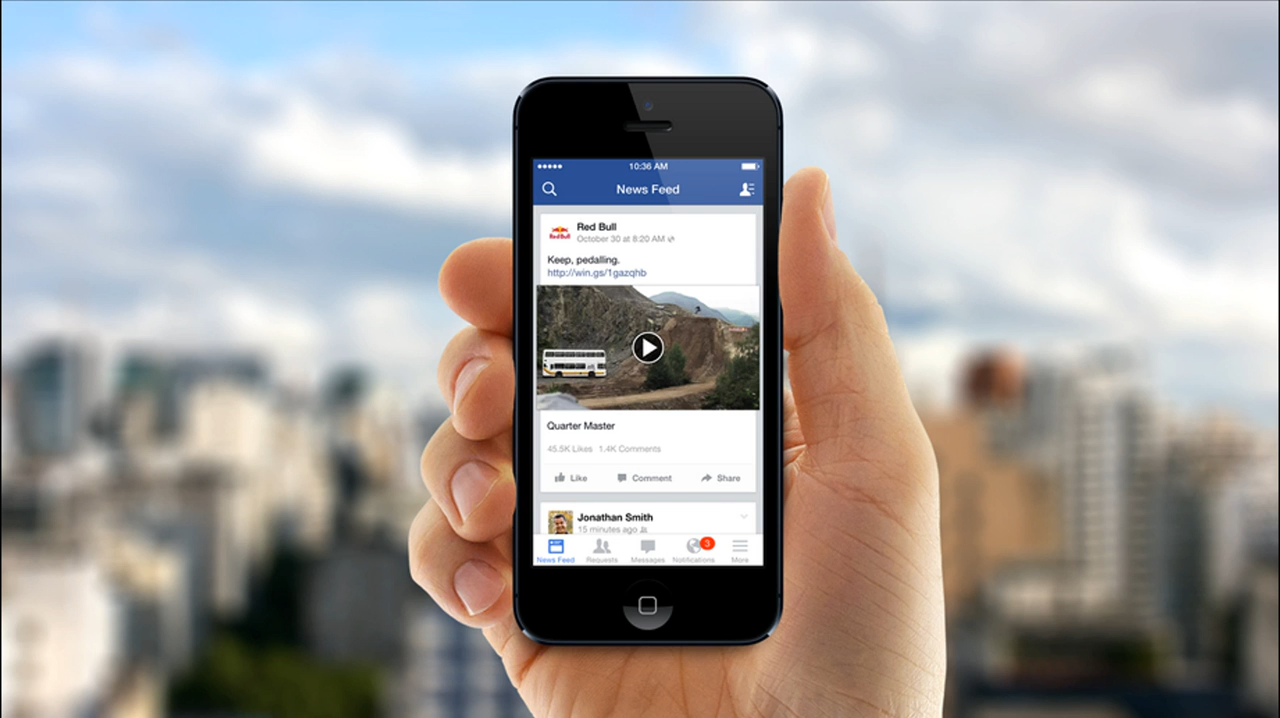 10:36 AM
News Feed
Red Bull
Red Bull
October 30 at 8:20 AM
Keep, pedalling.
http://win.gs/1gazqhb
Quarter Master
45.5K Likes 1.4K Comments
Like Comment Share
Jonathan Smith
15 minutes ago
3
News Feed Requests Messages Notifications More